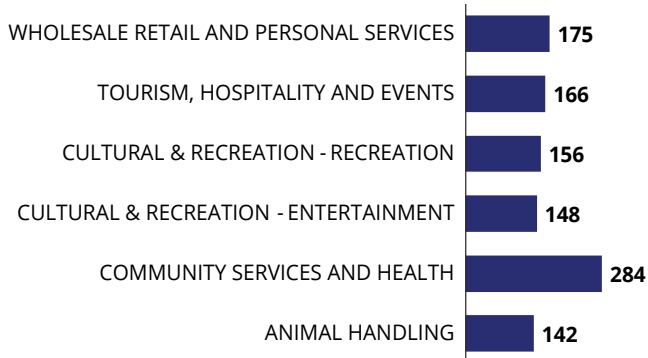 WHOLESALE RETAIL AND PERSONAL SERVICES 175
TOURISM, HOSPITALITY AND EVENTS 166
CULTURAL & RECREATION - RECREATION 156
CULTURAL & RECREATION - ENTERTAINMENT 148
COMMUNITY SERVICES AND HEALTH 284
ANIMAL HANDLING 142